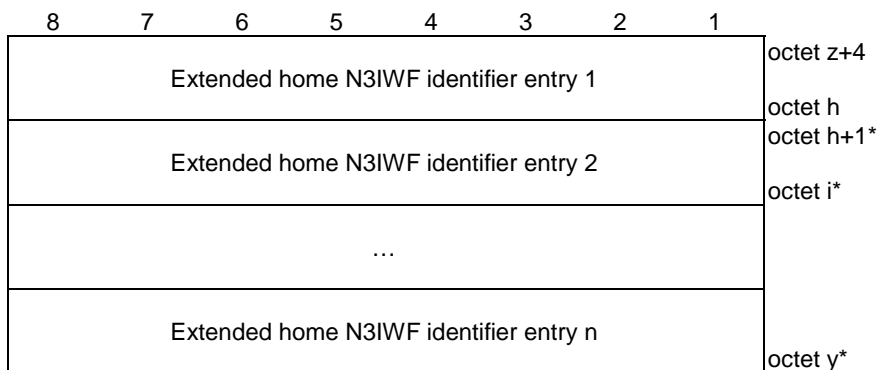 8 7 6 5 4 3 2 1
octet z+4
Extended home N3IWF identifier entry 1
octet h
octet h+1*
Extended home N3IWF identifier entry 2
octet i*
…
Extended home N3IWF identifier entry n
octet y*